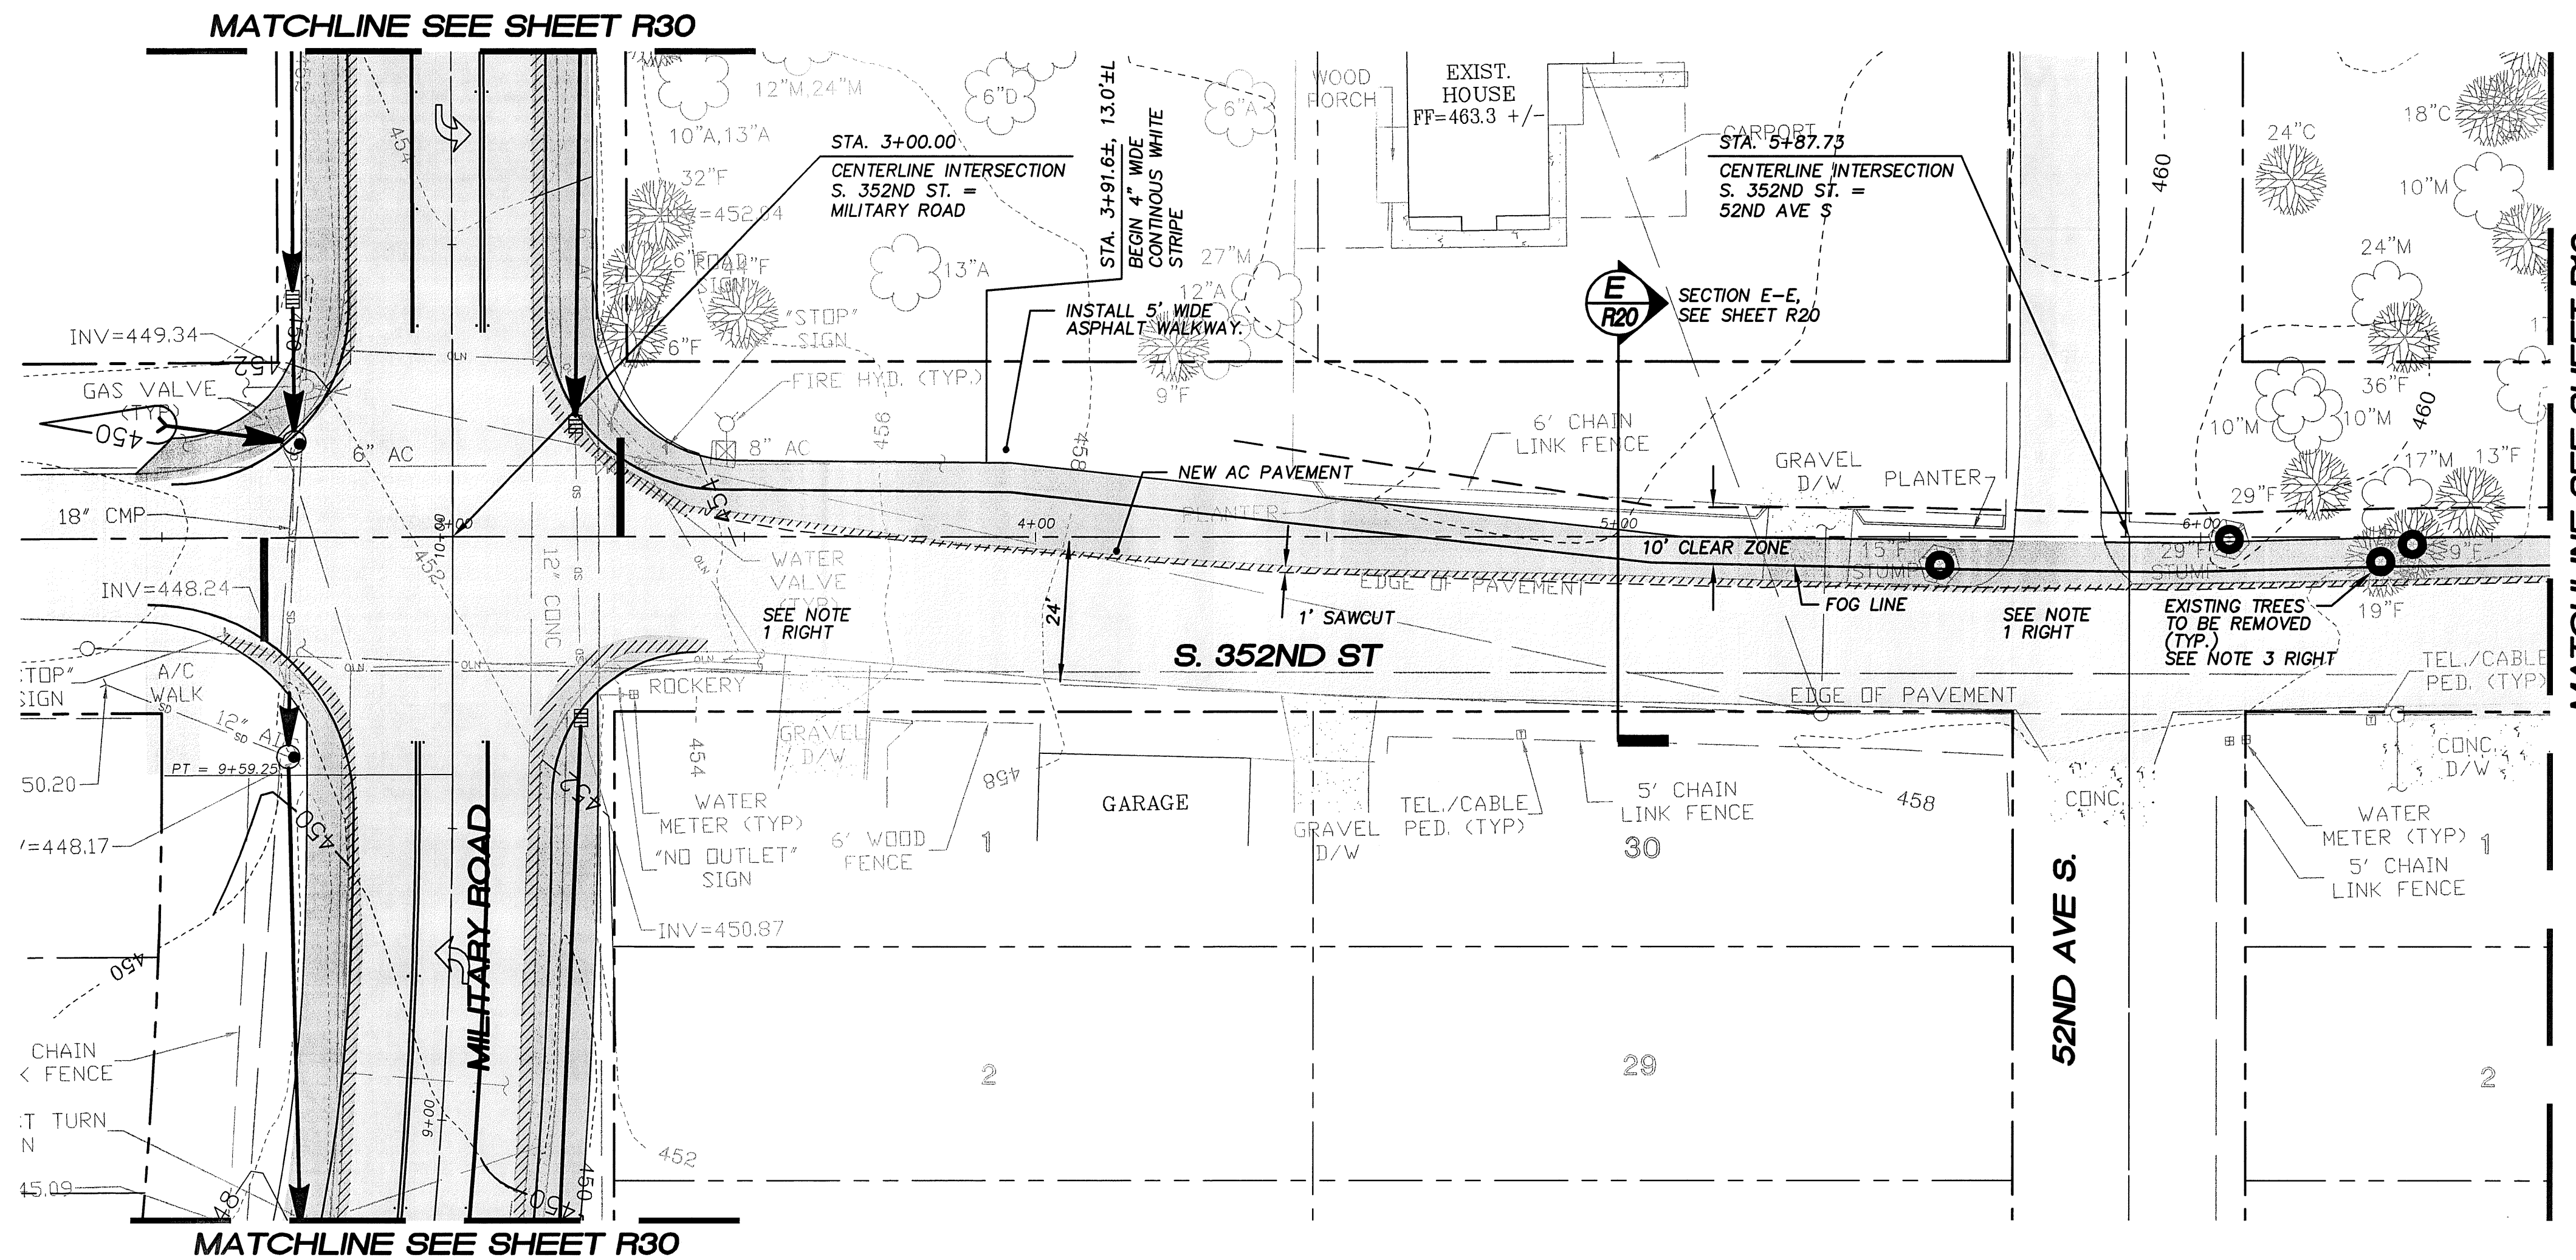 MATCHLINE SEE SHEET R30
12"M,24"M
10"A,13"A
32"F
INV=452.04
6"D
6"A
13"A
27"M
12"A
9"F
6"F
WOOD
PORCH
EXIST.
HOUSE
FF=463.3 +/-
CARPORT
STA. 3+00.00
CENTERLINE INTERSECTION
S. 352ND ST. =
MILITARY ROAD
STA. 3+91.6±, 13.0'±L
BEGIN 4" WIDE
CONTINOUS WHITE
STRIPE
STA. 5+87.73
CENTERLINE INTERSECTION
S. 352ND ST. =
52ND AVE S
460
24"C
18"C
10"M
24"M
36"F
10"M
10"M
460
29"F
17"M
13"F
INSTALL 5' WIDE
ASPHALT WALKWAY.
E
R20
SECTION E-E,
SEE SHEET R20
"STOP"
SIGN
FIRE HYD. (TYP.)
INV=449.34
452
450
GAS VALVE
(TYP)
450
6" AC
8" AC
456
458
454
6' CHAIN
LINK FENCE
GRAVEL
D/W
PLANTER
NEW AC PAVEMENT
PLANTER
18" CMP
10+00
452
12" CONC
4+00
5+00
6+00
10' CLEAR ZONE
15"F
STUMP
29"F
STUMP
9"F
19"F
INV=448.24
WATER
VALVE
(TYP)
SEE NOTE
1 RIGHT
24'
1' SAWCUT
EDGE OF PAVEMENT
FOG LINE
SEE NOTE
1 RIGHT
EXISTING TREES
TO BE REMOVED
(TYP.)
SEE NOTE 3 RIGHT
S. 352ND ST
EDGE OF PAVEMENT
TEL./CABLE
PED. (TYP)
A/C
WALK
12"
PT = 9+59.25
ROCKERY
GRAVEL
D/W
454
452
WATER
METER (TYP)
"NO OUTLET"
SIGN
6' WOOD
FENCE
1
458
GARAGE
GRAVEL
D/W
TEL./CABLE
PED. (TYP)
5' CHAIN
LINK FENCE
30
458
CONC.
CONC.
D/W
WATER
METER (TYP)
1
5' CHAIN
LINK FENCE
INV=450.87
450
450
MILITARY ROAD
52ND AVE S.
CHAIN
FENCE
TURN
9+00
2
29
2
452
450
450
MATCHLINE SEE SHEET R30